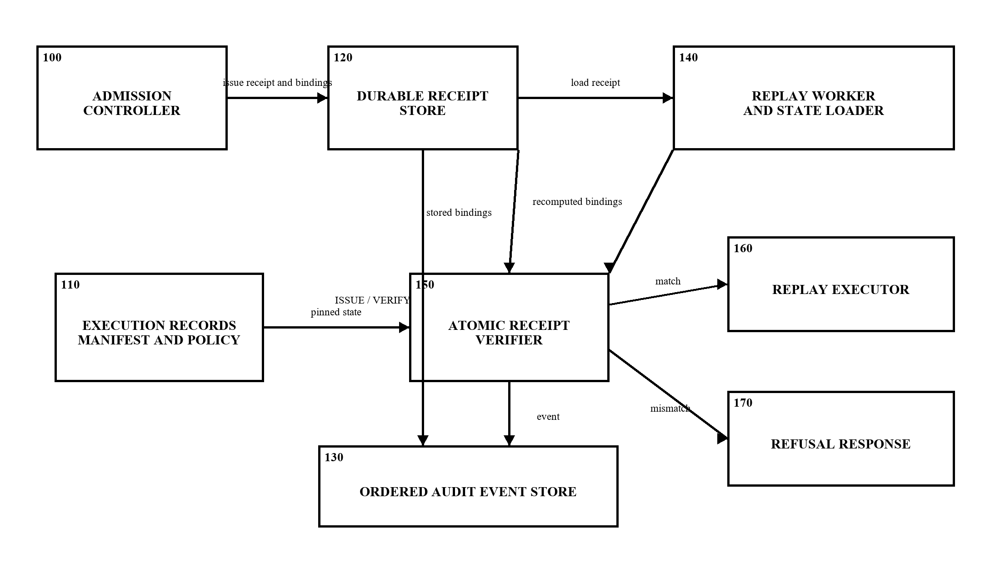 100
ADMISSION
CONTROLLER
issue receipt and bindings
120
DURABLE RECEIPT
STORE
load receipt
140
REPLAY WORKER
AND STATE LOADER
stored bindings
recomputed bindings
110
EXECUTION RECORDS
MANIFEST AND POLICY
ISSUE / VERIFY
pinned state
150
ATOMIC RECEIPT
VERIFIER
match
160
REPLAY EXECUTOR
mismatch
170
REFUSAL RESPONSE
event
130
ORDERED AUDIT EVENT STORE